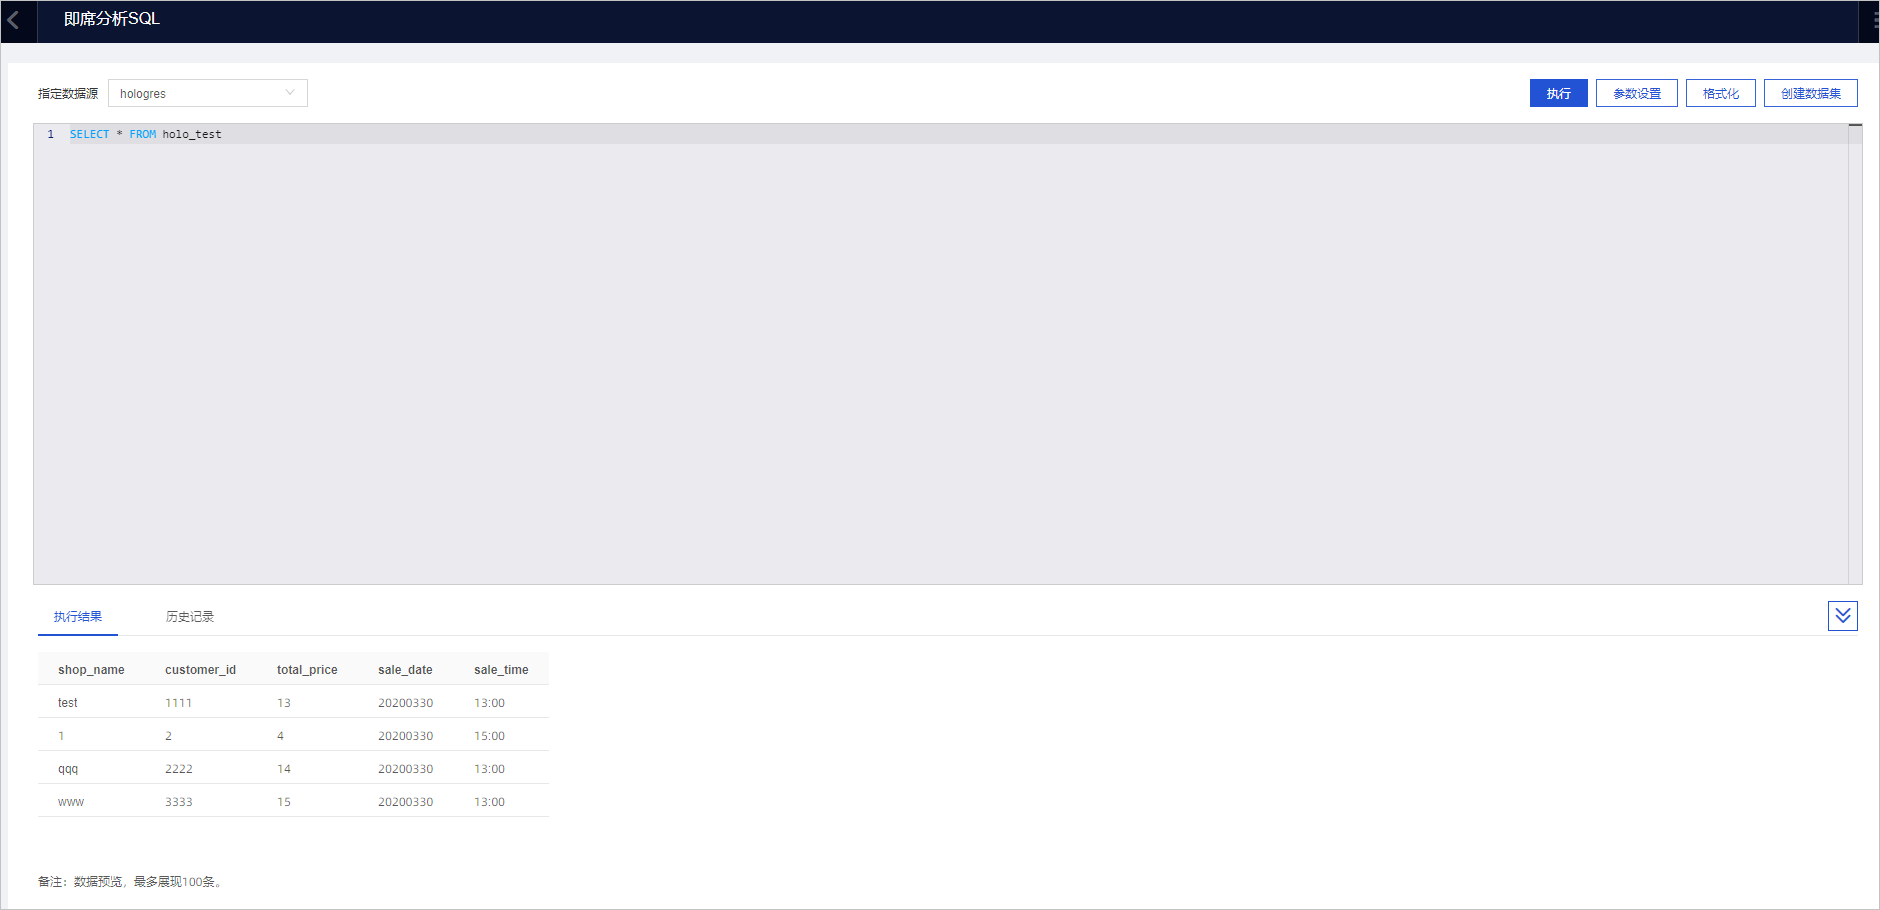 即席分析SQL
指定数据源 hologres 执行 参数设置 格式化 创建数据集
1 SELECT * FROM holo_test
执行结果 历史记录
shop_name customer_id total_price sale_date sale_time
test 1111 13 20200330 13:00
1 2 4 20200330 15:00
qqq 2222 14 20200330 13:00
www 3333 15 20200330 13:00
备注：数据预览，最多展现100条。